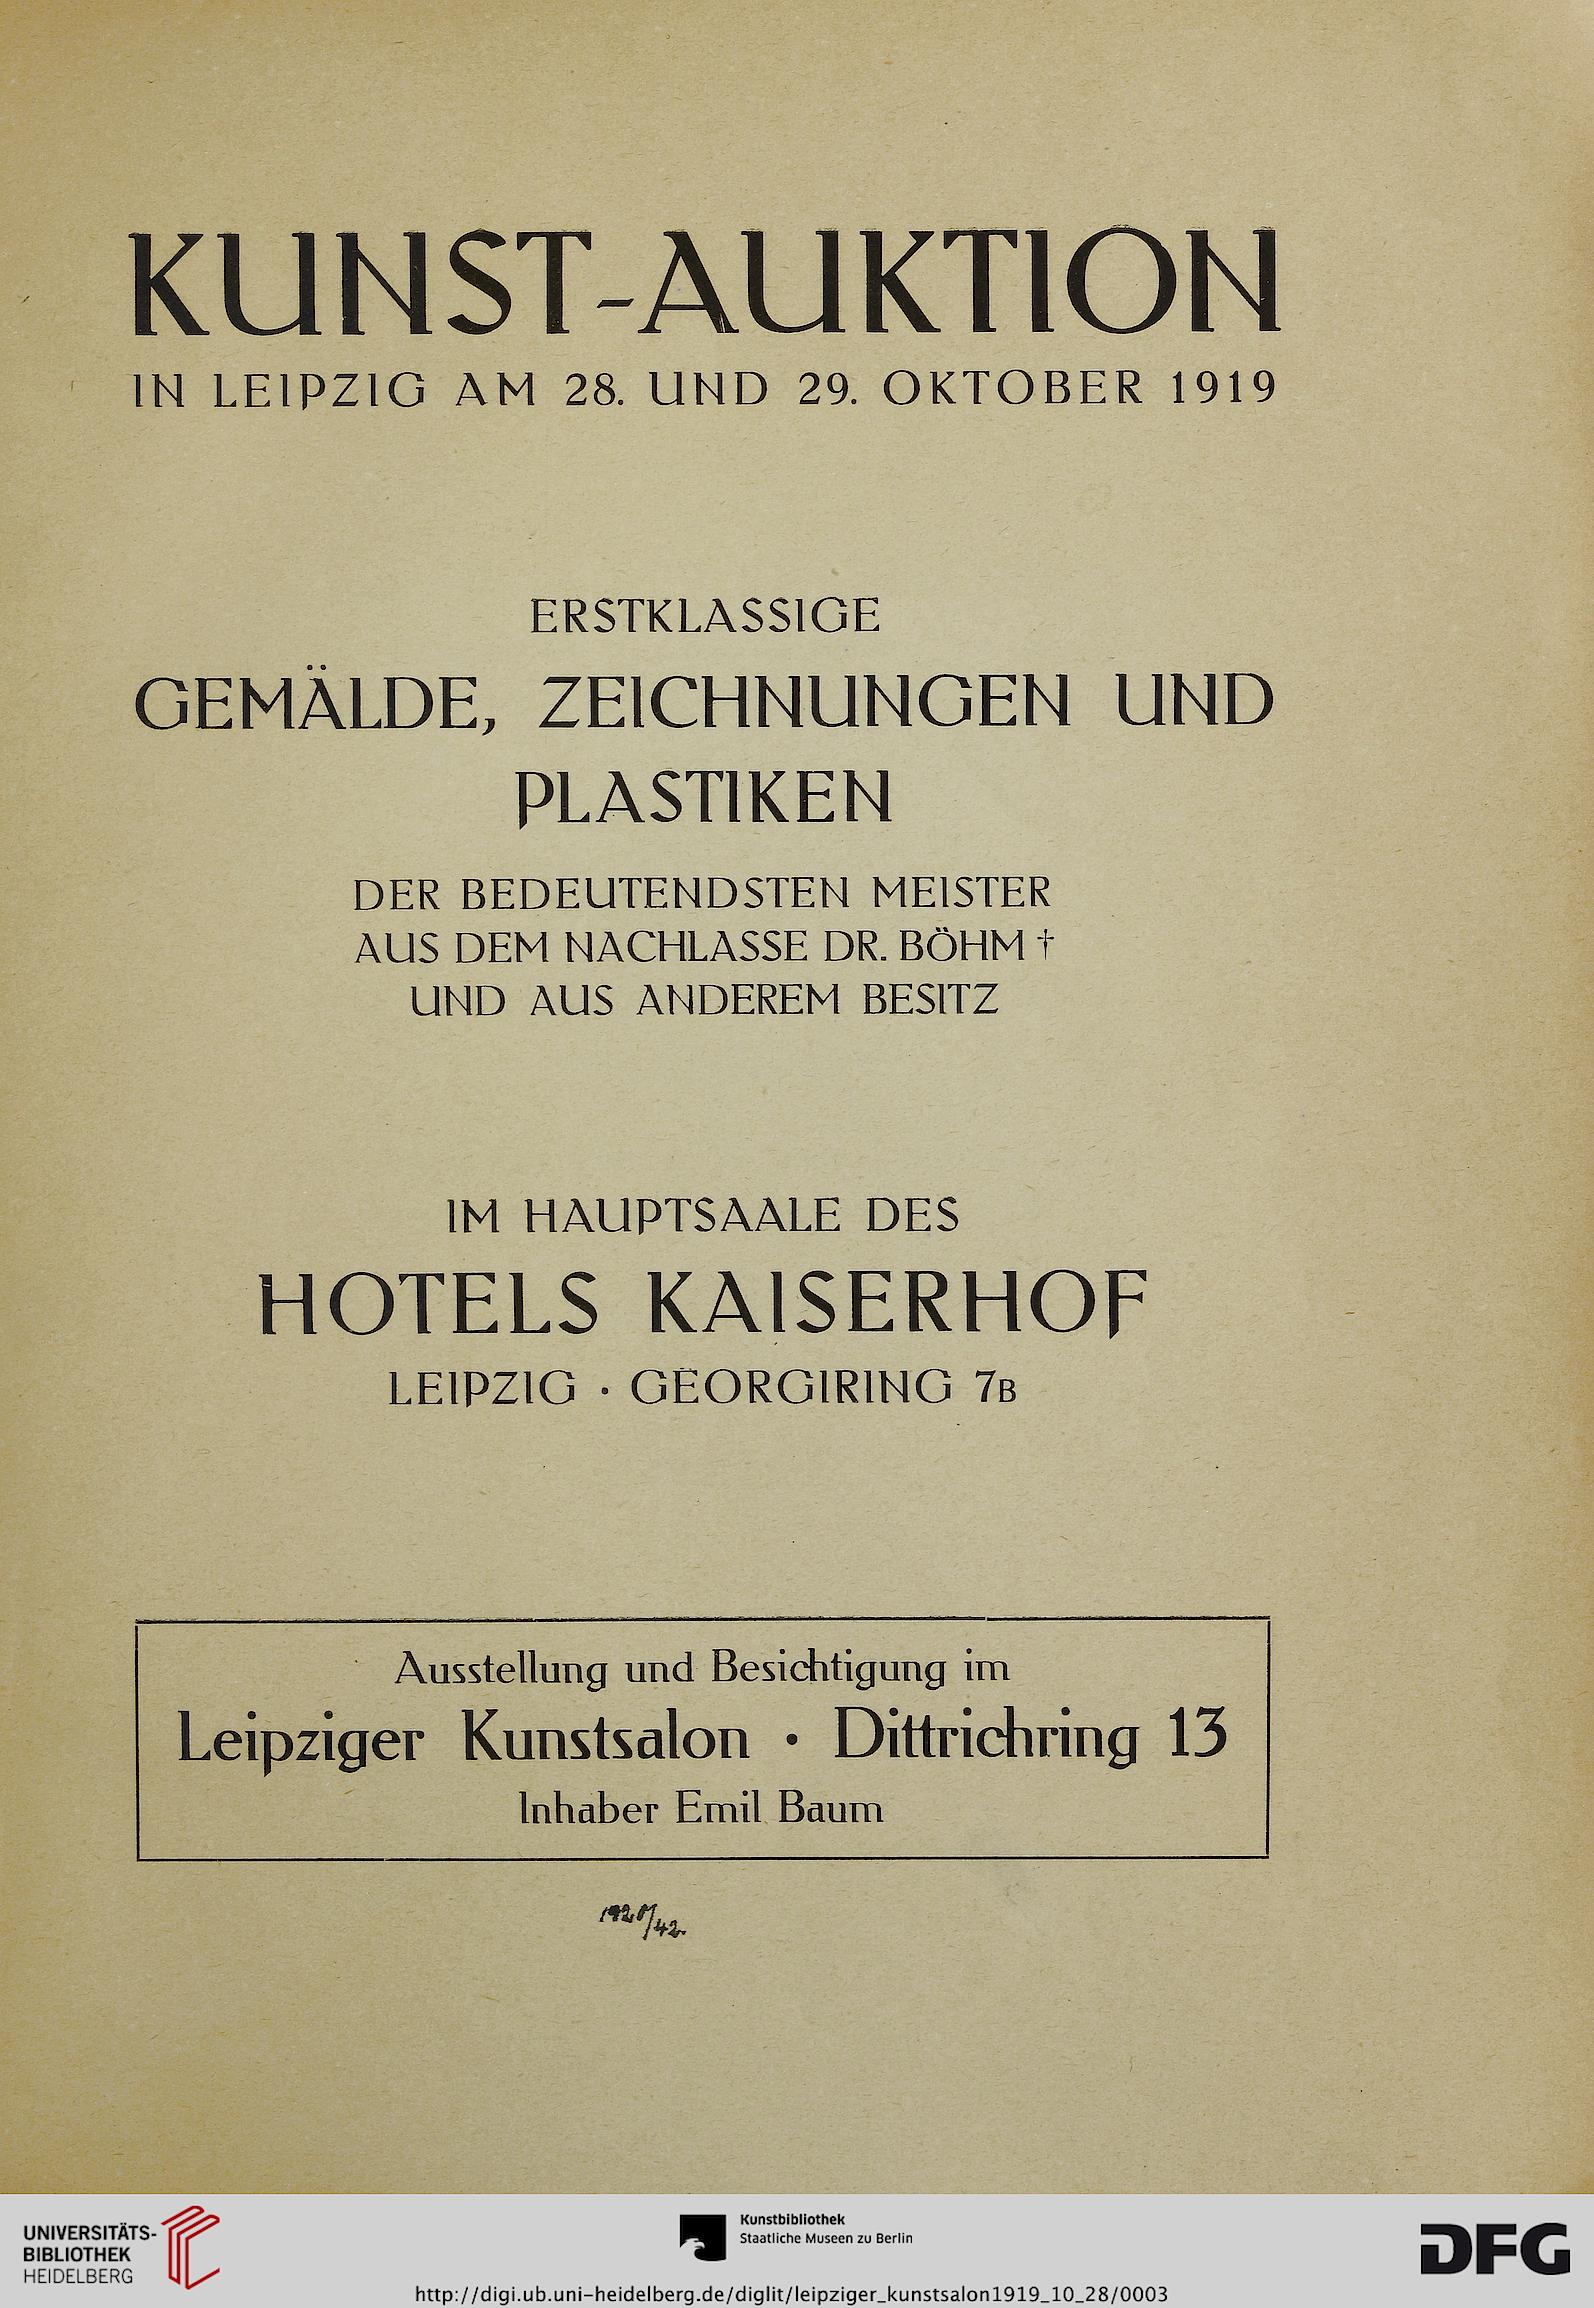 KUNST-AUKTION
IN LEIPZIG AM 28. UND 29. OKTOBER 1919
ERSTKLASSIGE
GEMÄLDE, ZEICHNUNGEN UND
PLASTIKEN
DER BEDEUTENDSTEN MEISTER
AUS DEM NACHLASSE DR. BÖHM †
UND AUS ANDEREM BESITZ
IM HAUPTSAALE DES
HOTELS KAISERHOF
LEIPZIG · GEORGIRING 7B
Ausstellung und Besichtigung im
Leipziger Kunstsalon · Dittrichring 13
Inhaber Emil Baum
UNIVERSITÄTS-
BIBLIOTHEK
HEIDELBERG
Kunstbibliothek
Staatliche Museen zu Berlin
DFG
http://digi.ub.uni-heidelberg.de/diglit/leipziger_kunstsalon1919_10_28/0003